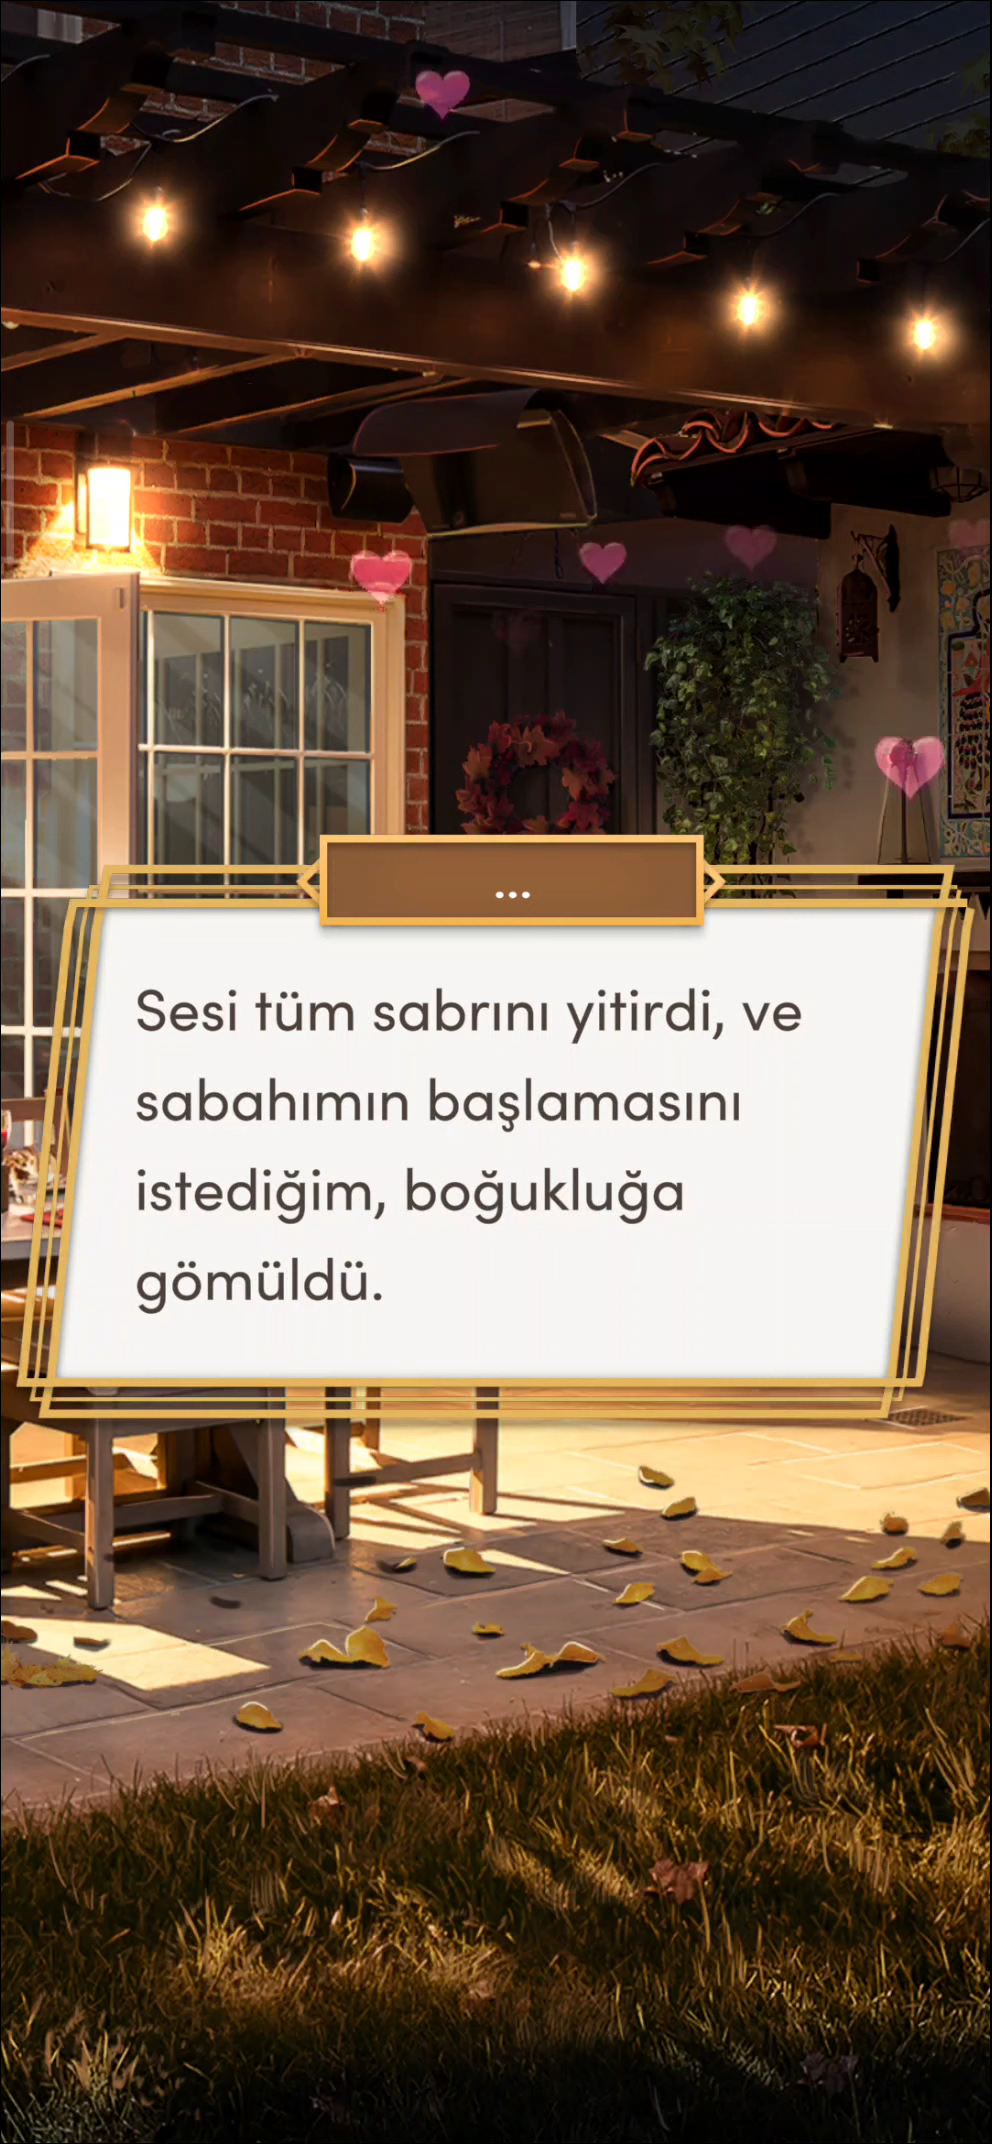 ...
Sesi tüm sabrını yitirdi, ve
sabahımın başlamasını
istediğim, boğukluğa
gömüldü.